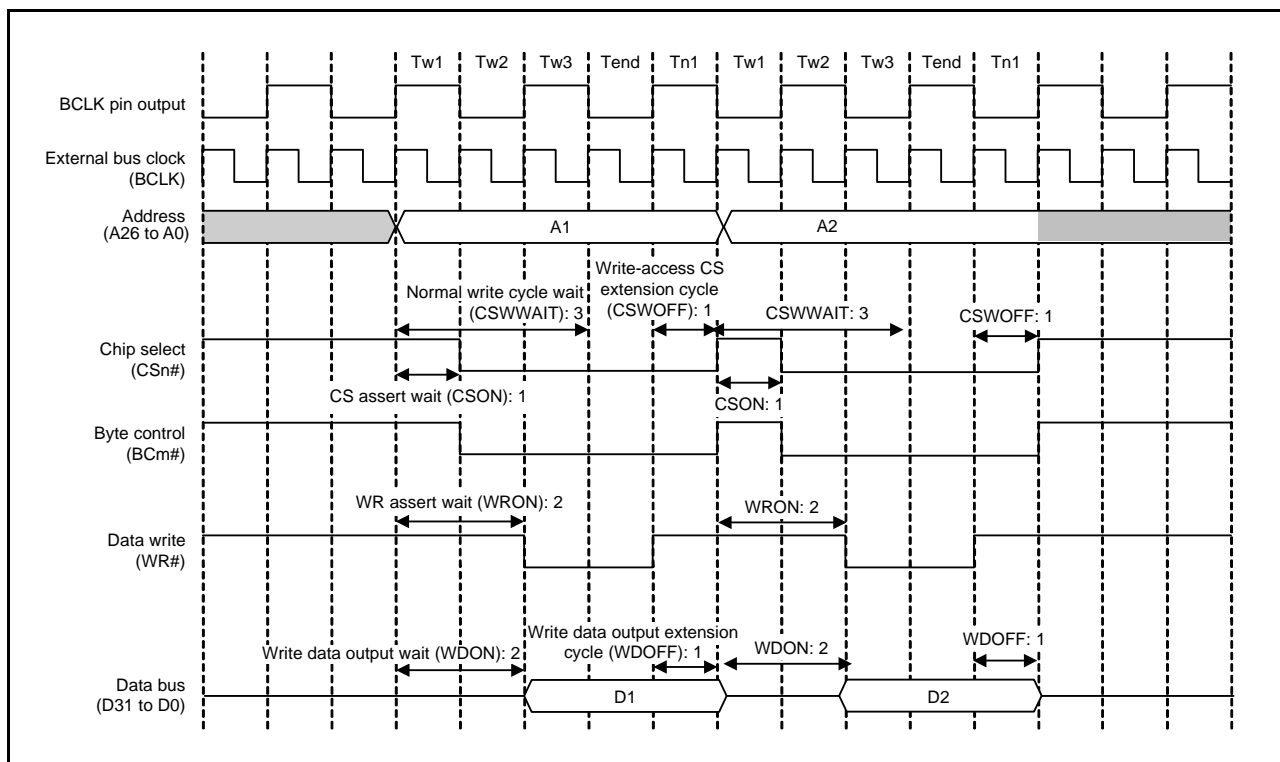 Tw1 Tw2 Tw3 Tend Tn1 Tw1 Tw2 Tw3 Tend Tn1
BCLK pin output
External bus clock
(BCLK)
Address
(A26 to A0)
A1
A2
Write-access CS
extension cycle
(CSWOFF): 1
Normal write cycle wait
(CSWWAIT): 3
CSWWAIT: 3
CSWOFF: 1
Chip select
(CSn#)
CS assert wait (CSON): 1
CSON: 1
Byte control
(BCm#)
WR assert wait (WRON): 2
WRON: 2
Data write
(WR#)
Write data output extension
cycle (WDOFF): 1
Write data output wait (WDON): 2
WDON: 2
WDOFF: 1
Data bus
(D31 to D0)
D1
D2